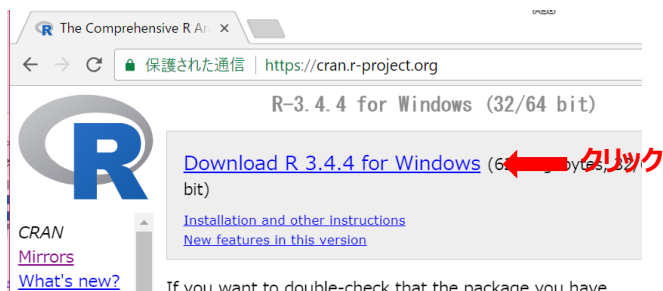 The Comprehensive R Ar
保護された通信 https://cran.r-project.org
R-3.4.4 for Windows (32/64 bit)
R
Download R 3.4.4 for Windows (6 クリック
bit)
Installation and other instructions
New features in this version
CRAN
Mirrors
What's new?
If you want to double-check that the package you have